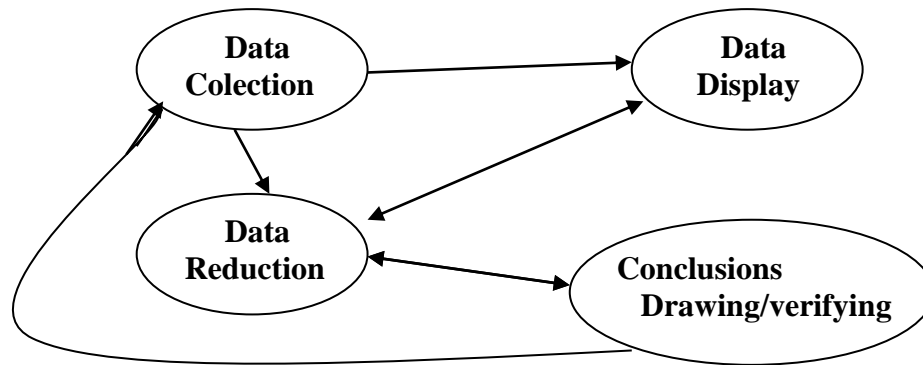 Data
Colection
Data
Display
Data
Reduction
Conclusions
Drawing/verifying